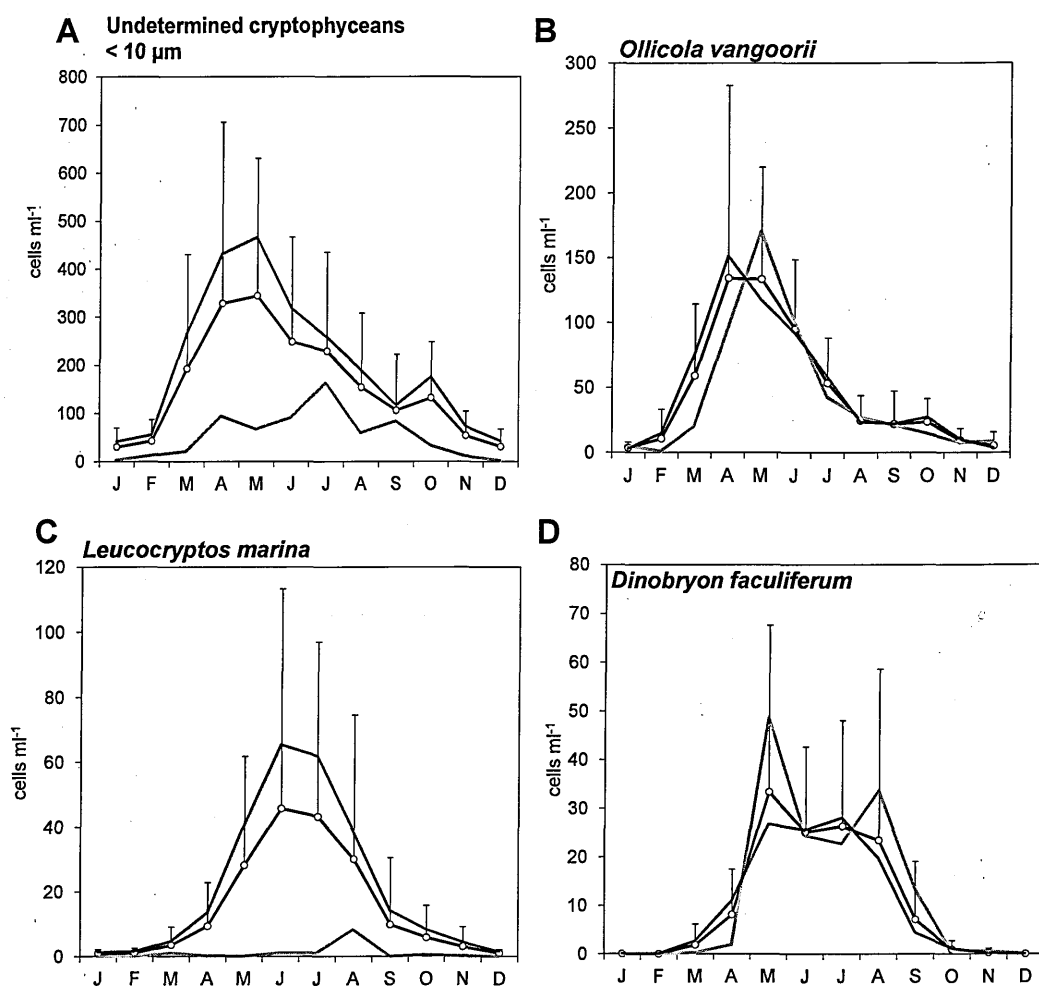 A Undetermined cryptophyceans
< 10 µm
800
700
600
500
400
300
200
100
0
cells ml-1
J F M A M J J A S O N D
B Ollicola vangoorii
300
250
200
150
100
50
0
cells ml-1
J F M A M J J A S O N D
C Leucocryptos marina
120
100
80
60
40
20
0
cells ml-1
J F M A M J J A S O N D
D
Dinobryon faculiferum
80
70
60
50
40
30
20
10
0
cells ml-1
J F M A M J J A S O N D